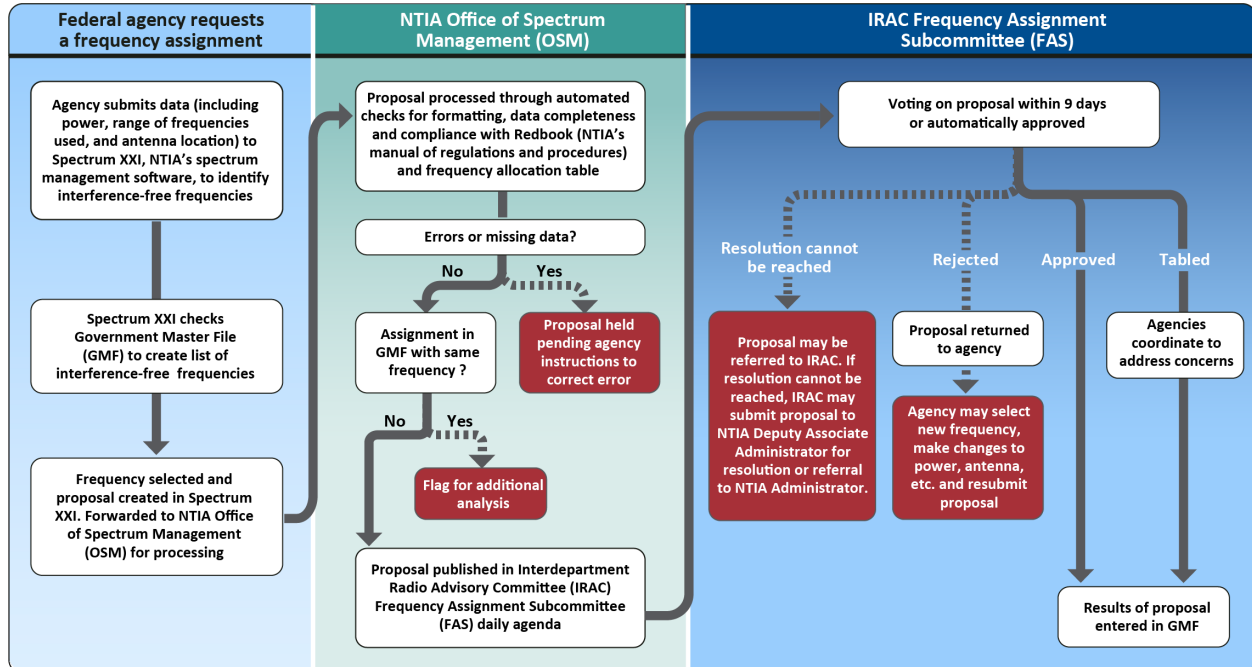 Federal agency requests
a frequency assignment
Agency submits data (including
power, range of frequencies
used, and antenna location) to
Spectrum XXI, NTIA's spectrum
management software, to identify
interference-free frequencies
Spectrum XXI checks
Government Master File
(GMF) to create list of
interference-free frequencies
Frequency selected and
proposal created in Spectrum
XXI. Forwarded to NTIA Office
of Spectrum Management
(OSM) for processing
NTIA Office of Spectrum
Management (OSM)
Proposal processed through automated
checks for formatting, data completeness
and compliance with Redbook (NTIA's
manual of regulations and procedures)
and frequency allocation table
Errors or missing data?
No
Yes
Assignment in
GMF with same
frequency ?
Proposal held
pending agency
instructions to
correct error
No
Yes
Flag for additional
analysis
Proposal published in Interdepartment
Radio Advisory Committee (IRAC)
Frequency Assignment Subcommittee
(FAS) daily agenda
IRAC Frequency Assignment
Subcommittee (FAS)
Voting on proposal within 9 days
or automatically approved
Resolution cannot
be reached
Rejected
Approved
Tabled
Proposal may be
referred to IRAC. If
resolution cannot be
reached, IRAC may
submit proposal to
NTIA Deputy Associate
Administrator for
resolution or referral
to NTIA Administrator.
Proposal returned
to agency
Agency may select
new frequency,
make changes to
power, antenna,
etc. and resubmit
proposal
Agencies
coordinate to
address concerns
Results of proposal
entered in GMF